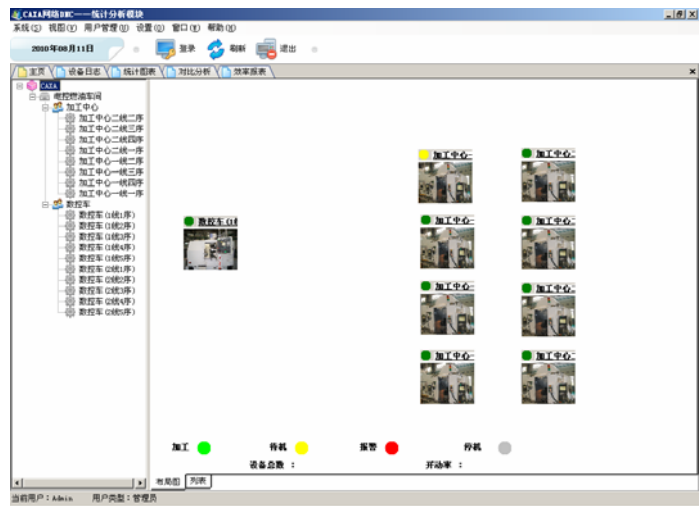 CAXA网络DNC——统计分析模块
系统(S) 视图(V) 用户管理(U) 设置(O) 窗口(W) 帮助(H)
2010年08月11日 登录 刷新 退出
主页 设备日志 统计图表 对比分析 效率报表
CAXA
电控燃油车间
加工中心
加工中心二线二序
加工中心二线三序
加工中心二线四序
加工中心二线一序
加工中心一线二序
加工中心一线三序
加工中心一线四序
加工中心一线一序
数控车
数控车(1线1序)
数控车(1线2序)
数控车(1线3序)
数控车(1线4序)
数控车(1线5序)
数控车(2线1序)
数控车(2线2序)
数控车(2线3序)
数控车(2线4序)
数控车(2线5序)
加工中心一 加工中心二
数控车(1线 加工中心一 加工中心二
加工中心一 加工中心二
加工中心一 加工中心二
加工 待机 报警 停机
设备总数 : 开动率 :
布局图 列表
当前用户:Admin 用户类型:管理员